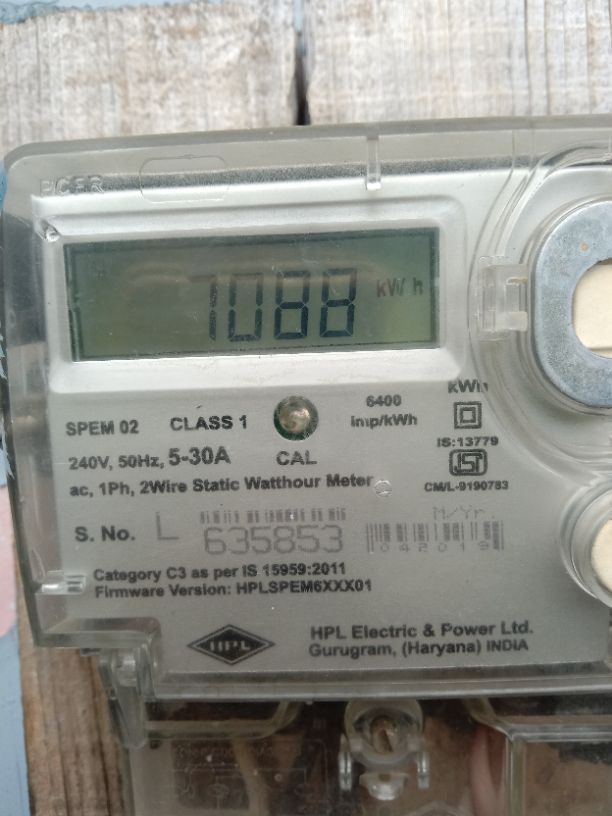 7088 kWh
SPEM 02 CLASS 1
6400
imp/kWh
kWh
240V, 50Hz, 5-30A CAL
IS:13779
ISI
ac, 1Ph, 2Wire Static Watthour Meter
CM/L-9190783
M/Yr.
S. No. L 635853
042019
Category C3 as per IS 15959:2011
Firmware Version: HPLSPEM6XXX01
HPL
HPL Electric & Power Ltd.
Gurugram, (Haryana) INDIA